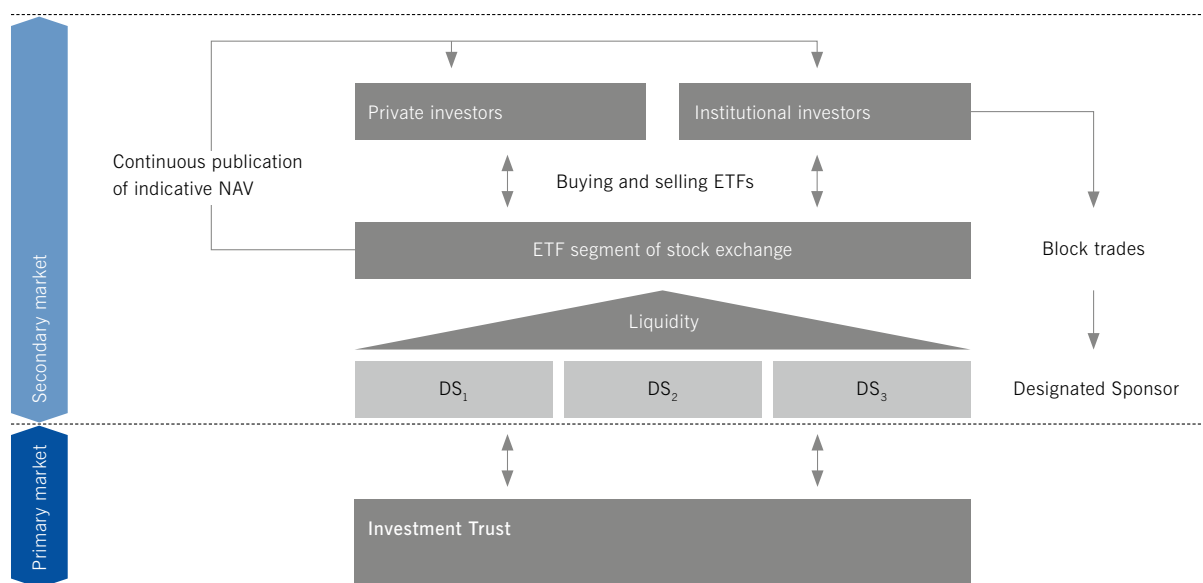 Private investors
Institutional investors
Continuous publication
of indicative NAV
Buying and selling ETFs
ETF segment of stock exchange
Block trades
Liquidity
DS₁
DS₂
DS₃
Designated Sponsor
Secondary market
Investment Trust
Primary market